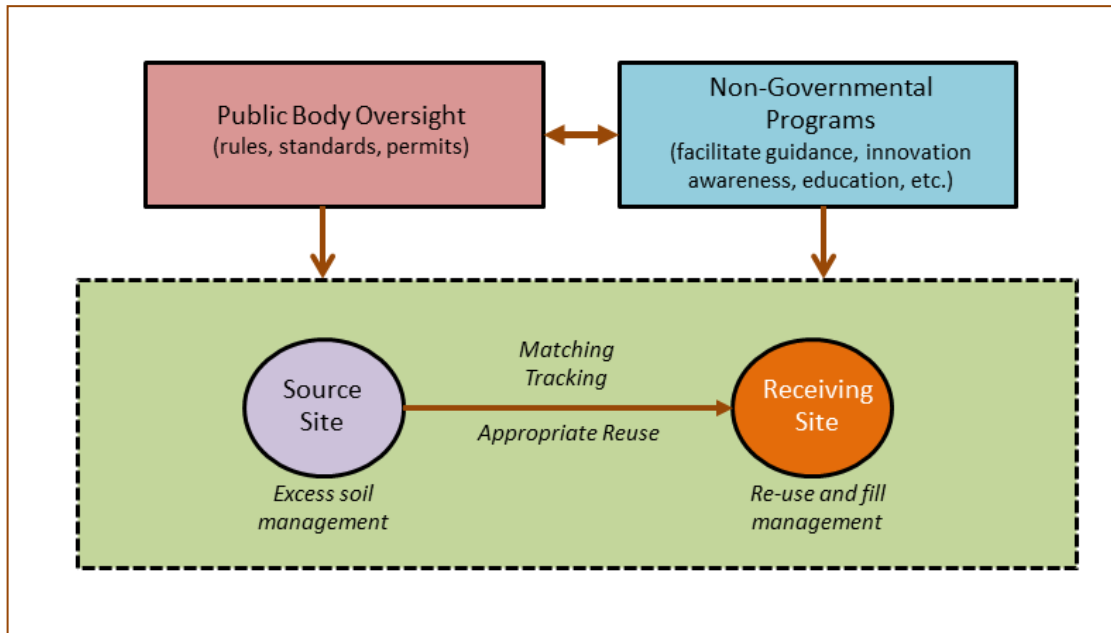 Public Body Oversight
(rules, standards, permits)
Non-Governmental
Programs
(facilitate guidance, innovation
awareness, education, etc.)
Source
Site
Matching
Tracking
Appropriate Reuse
Receiving
Site
Excess soil
management
Re-use and fill
management